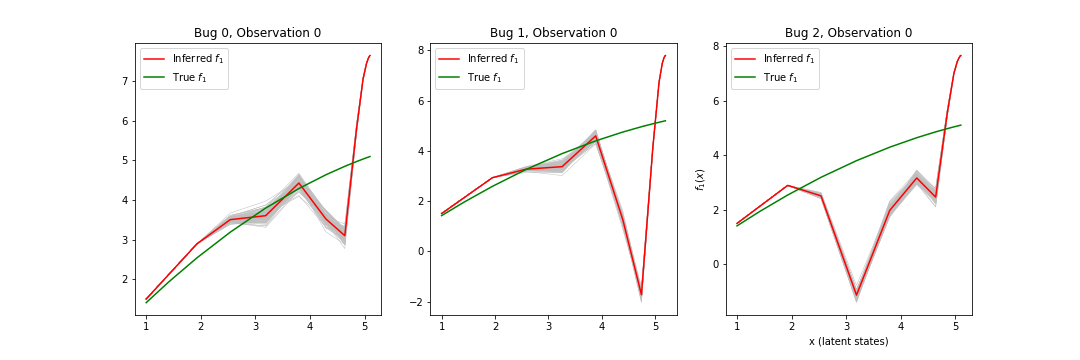 Bug 0, Observation 0
Inferred f₁
True f₁
7
6
5
4
3
2
1 2 3 4 5
Bug 1, Observation 0
Inferred f₁
True f₁
8
6
4
2
0
−2
1 2 3 4 5
Bug 2, Observation 0
Inferred f₁
True f₁
f₁(x)
8
6
4
2
0
1 2 3 4 5
x (latent states)